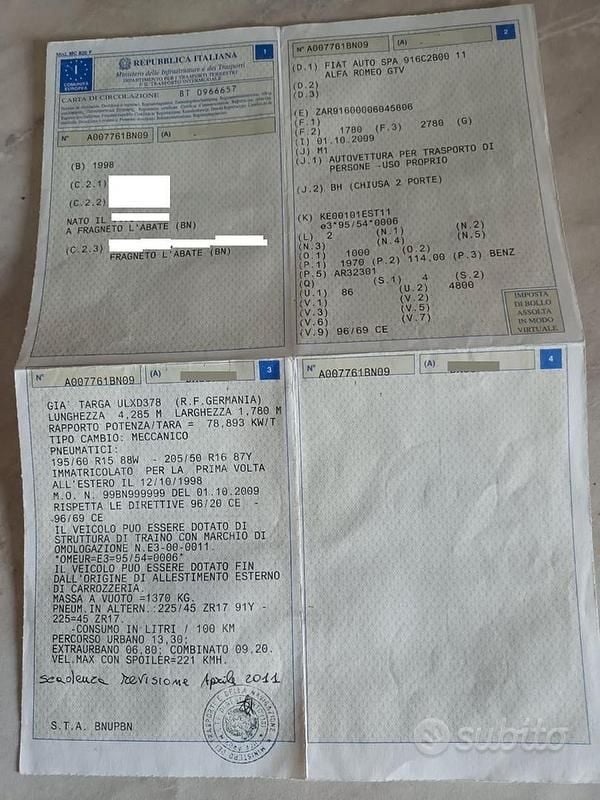 Mod. MC 820 F
1
REPUBBLICA ITALIANA
Ministero delle Infrastrutture e dei Trasporti
DIPARTIMENTO PER I TRASPORTI TERRESTRI
E IL TRASPORTO INTERMODALE
I
COMUNITÀ
EUROPEA
CARTA DI CIRCOLAZIONE
BT 0966657
N° A007761BN09 (A)
(B) 1998
(C.2.1)
(C.2.2)
NATO IL
A FRAGNETO L'ABATE (BN)
(C.2.3)
FRAGNETO L'ABATE (BN)
2
N° A007761BN09 (A)
(D.1) FIAT AUTO SPA 916C2B00 11
ALFA ROMEO GTV
(D.2)
(D.3)
(E) ZAR91600006045806
(F.1)
(F.2) 1780 (F.3) 2780 (G)
(I) 01.10.2009
(J) M1
(J.1) AUTOVETTURA PER TRASPORTO DI
PERSONE -USO PROPRIO
(J.2) BH (CHIUSA 2 PORTE)
(K) KE00101EST11
e3*95/54*0006
(L) 2 (N.1) (N.2)
(N.3) (N.4) (N.5)
(O.1) 1000 (O.2)
(P.1) 1970 (P.2) 114,00 (P.3) BENZ
(P.5) AR32301
(Q) (S.1) 4 (S.2)
(U.1) 86 (U.2) 4800
(V.1) (V.2)
(V.3) (V.5)
(V.6) (V.7)
(V.9) 96/69 CE
IMPOSTA
DI BOLLO
ASSOLTA
IN MODO
VIRTUALE
N° A007761BN09 (A) 3
GIA' TARGA ULXD378 (R.F.GERMANIA)
LUNGHEZZA 4,285 M LARGHEZZA 1,780 M
RAPPORTO POTENZA/TARA = 78,893 KW/T
TIPO CAMBIO: MECCANICO
PNEUMATICI:
195/60 R15 88W - 205/50 R16 87Y
IMMATRICOLATO PER LA PRIMA VOLTA
ALL'ESTERO IL 12/10/1998
M.O. N. 99BN999999 DEL 01.10.2009
RISPETTA LE DIRETTIVE 96/20 CE -
-96/69 CE
IL VEICOLO PUO ESSERE DOTATO DI
STRUTTURA DI TRAINO CON MARCHIO DI
OMOLOGAZIONE N.E3-00-0011.
*OMEUR=E3=95/54=0006*
IL VEICOLO PUO ESSERE DOTATO FIN
DALL'ORIGINE DI ALLESTIMENTO ESTERNO
DI CARROZZERIA.
MASSA A VUOTO =1370 KG.
PNEUM.IN ALTERN.:225/45 ZR17 91Y -
225=45 ZR17.
-CONSUMO IN LITRI / 100 KM
PERCORSO URBANO 13,30;
EXTRAURBANO 06,80; COMBINATO 09,20.
VEL.MAX CON SPOILER=221 KMH.
scadenza revisione Aprile 2011
S.T.A. BNUPBN
N° A007761BN09 (A) 4
subito